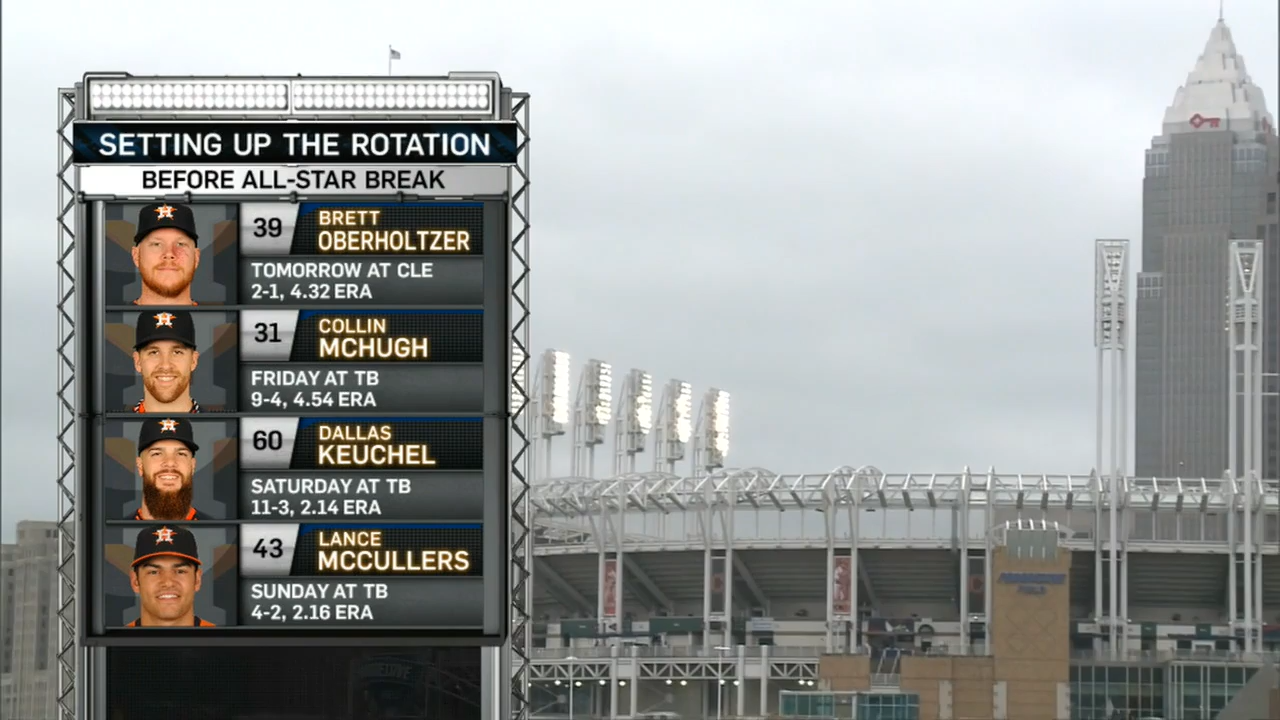 SETTING UP THE ROTATION
BEFORE ALL-STAR BREAK
39
BRETT
OBERHOLTZER
TOMORROW AT CLE
2-1, 4.32 ERA
31
COLLIN
MCHUGH
FRIDAY AT TB
9-4, 4.54 ERA
60
DALLAS
KEUCHEL
SATURDAY AT TB
11-3, 2.14 ERA
43
LANCE
MCCULLERS
SUNDAY AT TB
4-2, 2.16 ERA
PROGRESSIVE
FIELD